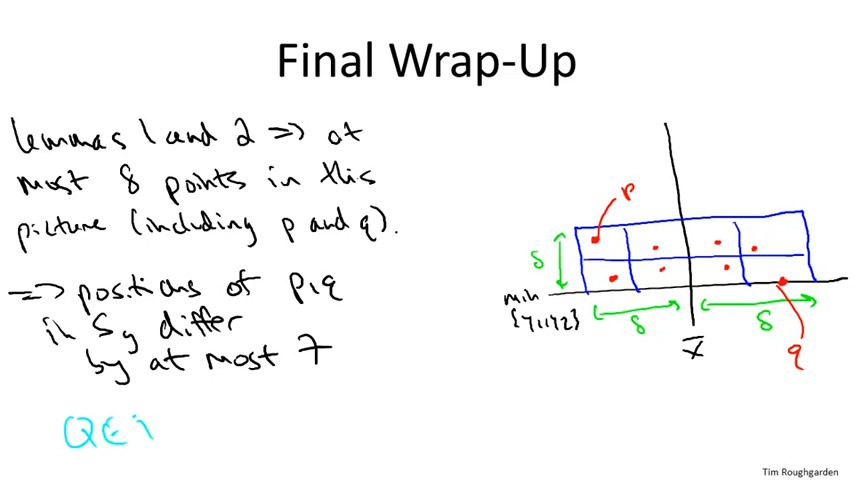 Final Wrap-Up
Lemmas 1 and 2 => at
most 8 points in this
picture (including p and q).
=> positions of p,q
in Sy differ
by at most 7
QE
p
δ
min
{y1,y2}
δ
δ
x̄
q
Tim Roughgarden